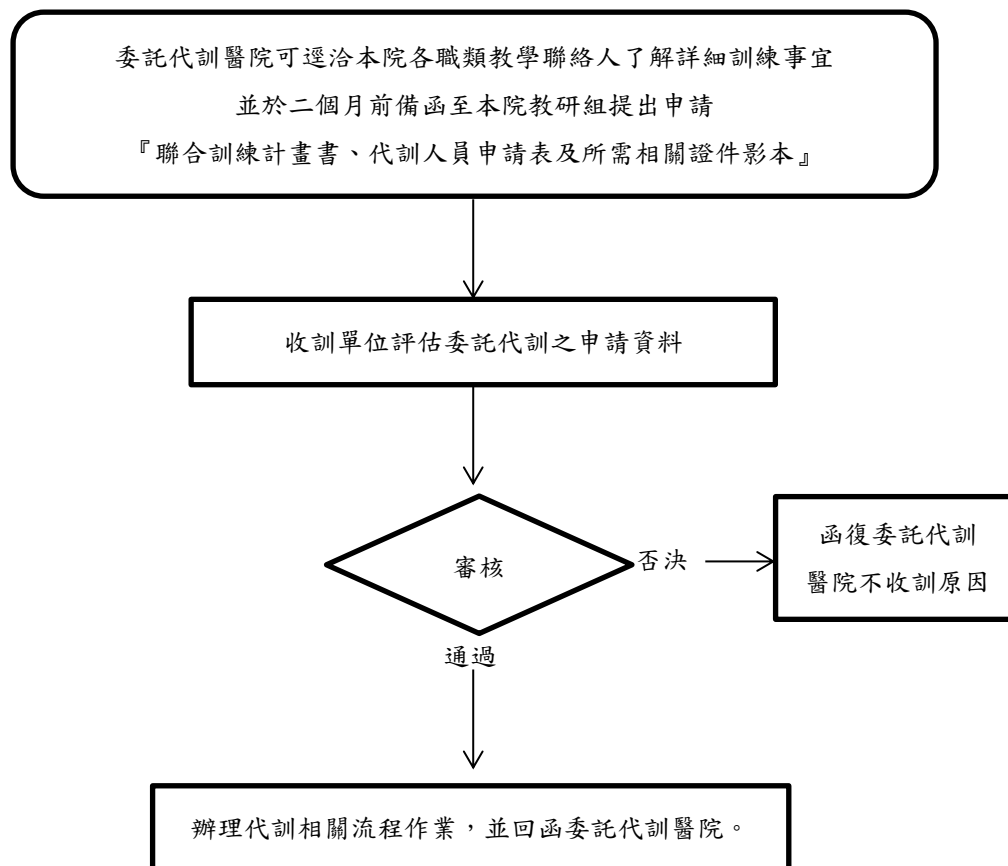 委託代訓醫院可逕洽本院各職類教學聯絡人了解詳細訓練事宜
並於二個月前備函至本院教研組提出申請
『聯合訓練計畫書、代訓人員申請表及所需相關證件影本』
收訓單位評估委託代訓之申請資料
審核
否決
函復委託代訓
醫院不收訓原因
通過
辦理代訓相關流程作業，並回函委託代訓醫院。